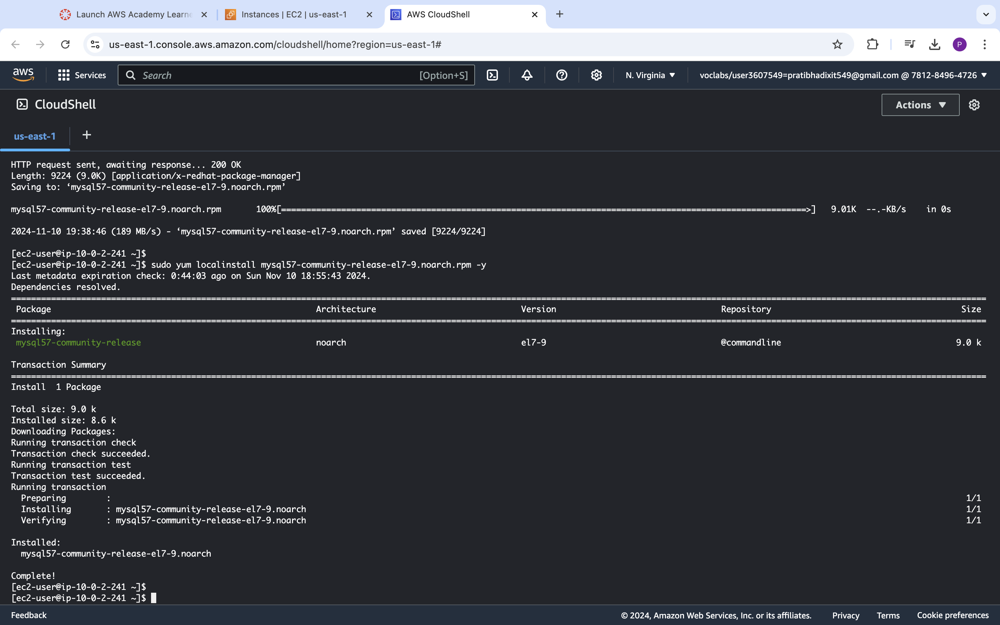 Launch AWS Academy Learne
Instances | EC2 | us-east-1
AWS CloudShell
us-east-1.console.aws.amazon.com/cloudshell/home?region=us-east-1#
P
aws
Services
Search
[Option+S]
N. Virginia
voclabs/user3607549=pratibhadixit549@gmail.com @ 7812-8496-4726
CloudShell
Actions
us-east-1
HTTP request sent, awaiting response... 200 OK
Length: 9224 (9.0K) [application/x-redhat-package-manager]
Saving to: ‘mysql57-community-release-el7-9.noarch.rpm’
mysql57-community-release-el7-9.noarch.rpm 100%[=========================================================================================================>] 9.01K --.-KB/s in 0s
2024-11-10 19:38:46 (189 MB/s) - ‘mysql57-community-release-el7-9.noarch.rpm’ saved [9224/9224]
[ec2-user@ip-10-0-2-241 ~]$
[ec2-user@ip-10-0-2-241 ~]$ sudo yum localinstall mysql57-community-release-el7-9.noarch.rpm -y
Last metadata expiration check: 0:44:03 ago on Sun Nov 10 18:55:43 2024.
Dependencies resolved.
Package Architecture Version Repository Size
Installing:
mysql57-community-release noarch el7-9 @commandline 9.0 k
Transaction Summary
Install 1 Package
Total size: 9.0 k
Installed size: 8.6 k
Downloading Packages:
Running transaction check
Transaction check succeeded.
Running transaction test
Transaction test succeeded.
Running transaction
Preparing : 1/1
Installing : mysql57-community-release-el7-9.noarch 1/1
Verifying : mysql57-community-release-el7-9.noarch 1/1
Installed:
mysql57-community-release-el7-9.noarch
Complete!
[ec2-user@ip-10-0-2-241 ~]$
[ec2-user@ip-10-0-2-241 ~]$
Feedback
© 2024, Amazon Web Services, Inc. or its affiliates.
Privacy
Terms
Cookie preferences